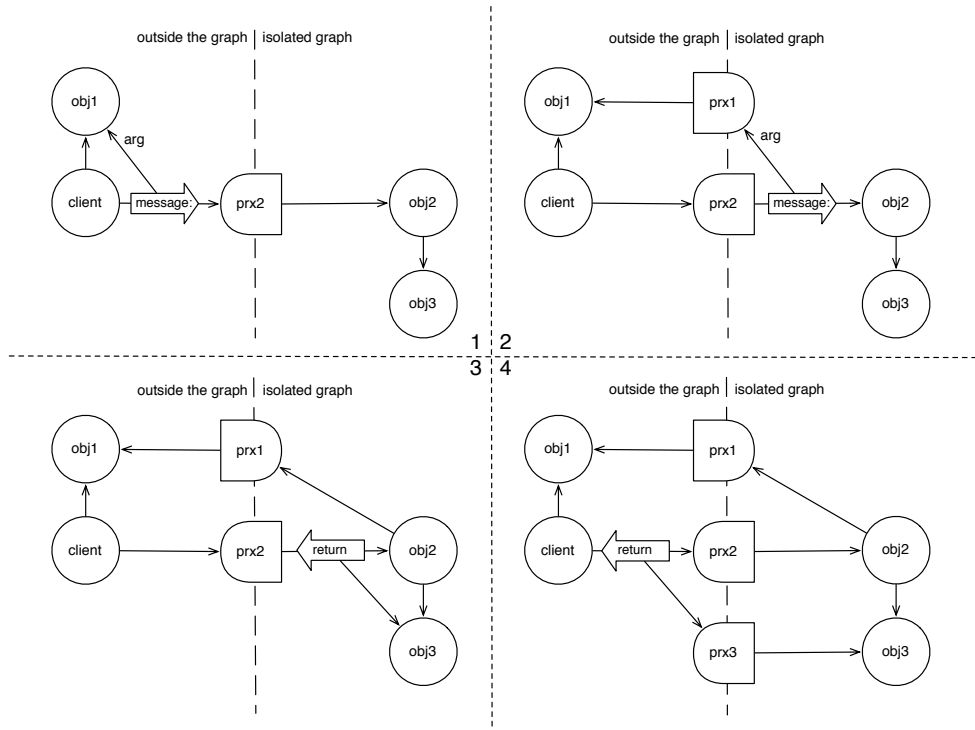 outside the graph | isolated graph
obj1
arg
client
message:
prx2
obj2
obj3
1
outside the graph | isolated graph
obj1
prx1
arg
client
prx2
message:
obj2
obj3
2
3
outside the graph | isolated graph
obj1
prx1
client
prx2
return
obj2
obj3
4
outside the graph | isolated graph
obj1
prx1
client
return
prx2
obj2
prx3
obj3